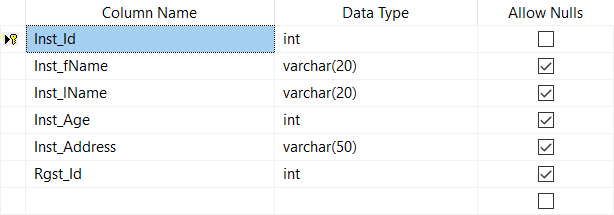 Column Name Data Type Allow Nulls
Inst_Id int
Inst_fName varchar(20)
Inst_lName varchar(20)
Inst_Age int
Inst_Address varchar(50)
Rgst_Id int